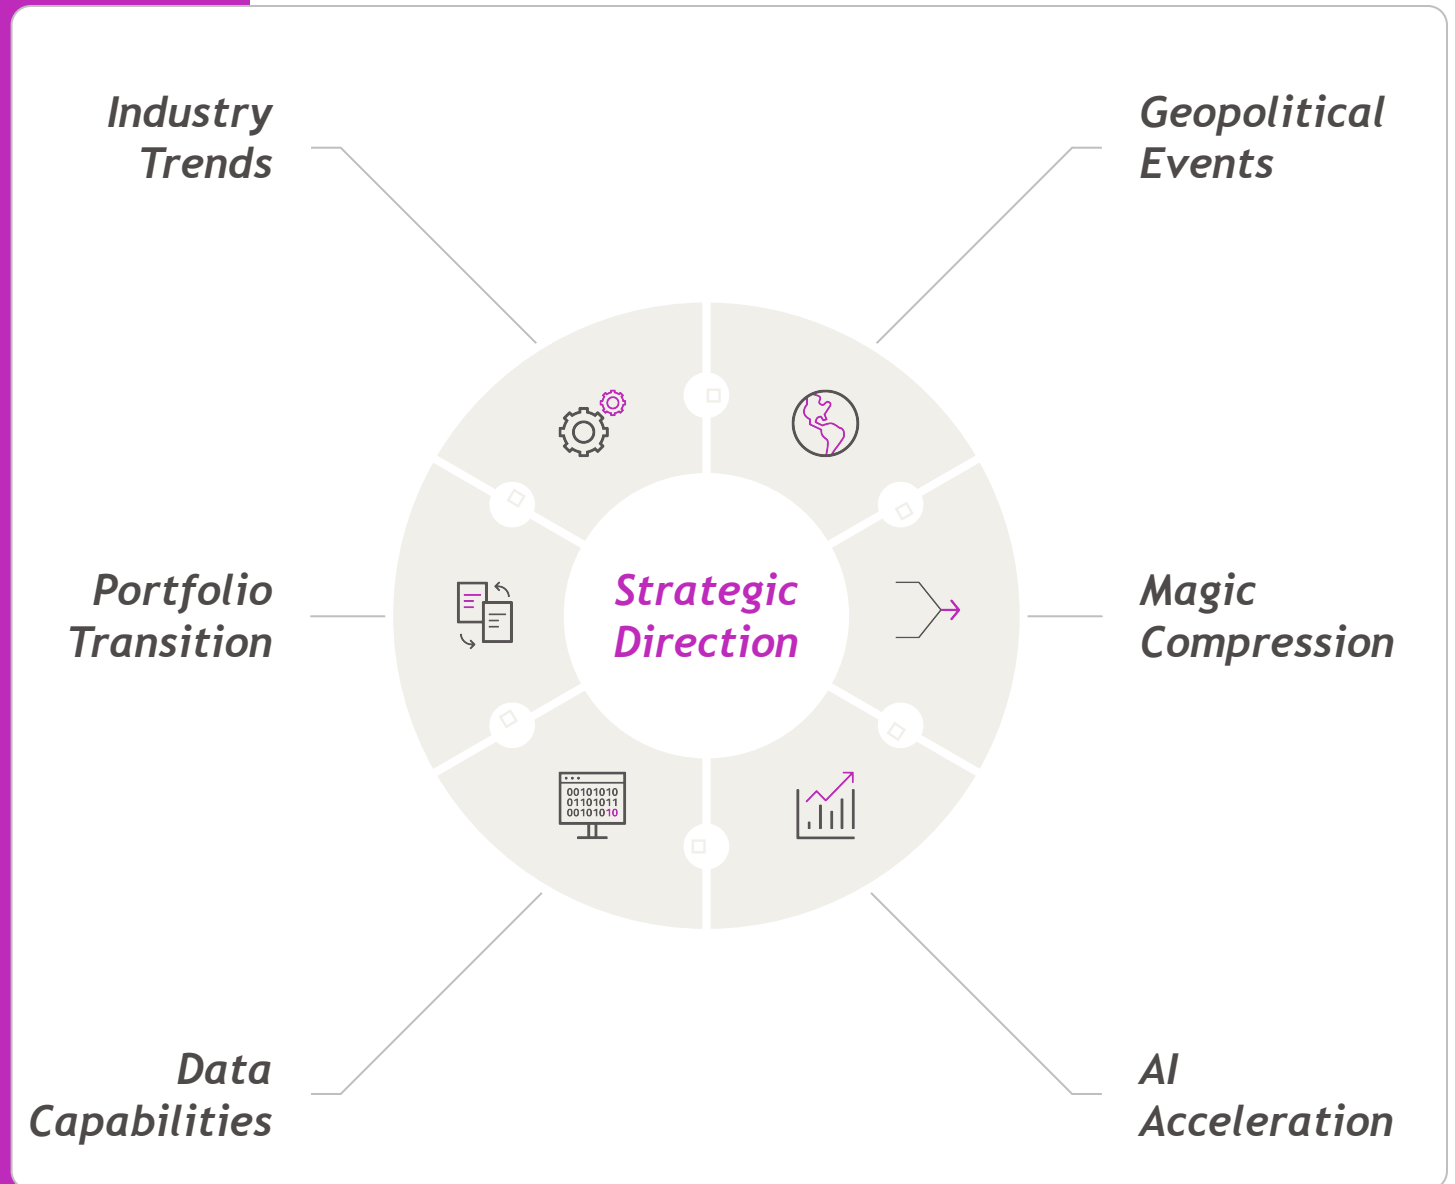 Industry
Trends
Geopolitical
Events
Portfolio
Transition
Strategic
Direction
Magic
Compression
00101010
01101011
00101010
Data
Capabilities
AI
Acceleration